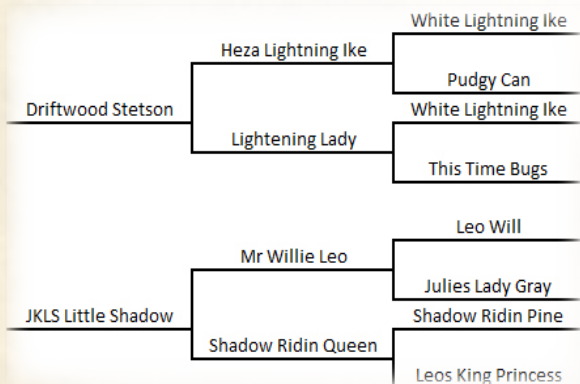 White Lightning Ike
Heza Lightning Ike
Pudgy Can
Driftwood Stetson
White Lightning Ike
Lightening Lady
This Time Bugs
Leo Will
Mr Willie Leo
Julies Lady Gray
JKLS Little Shadow
Shadow Ridin Pine
Shadow Ridin Queen
Leos King Princess